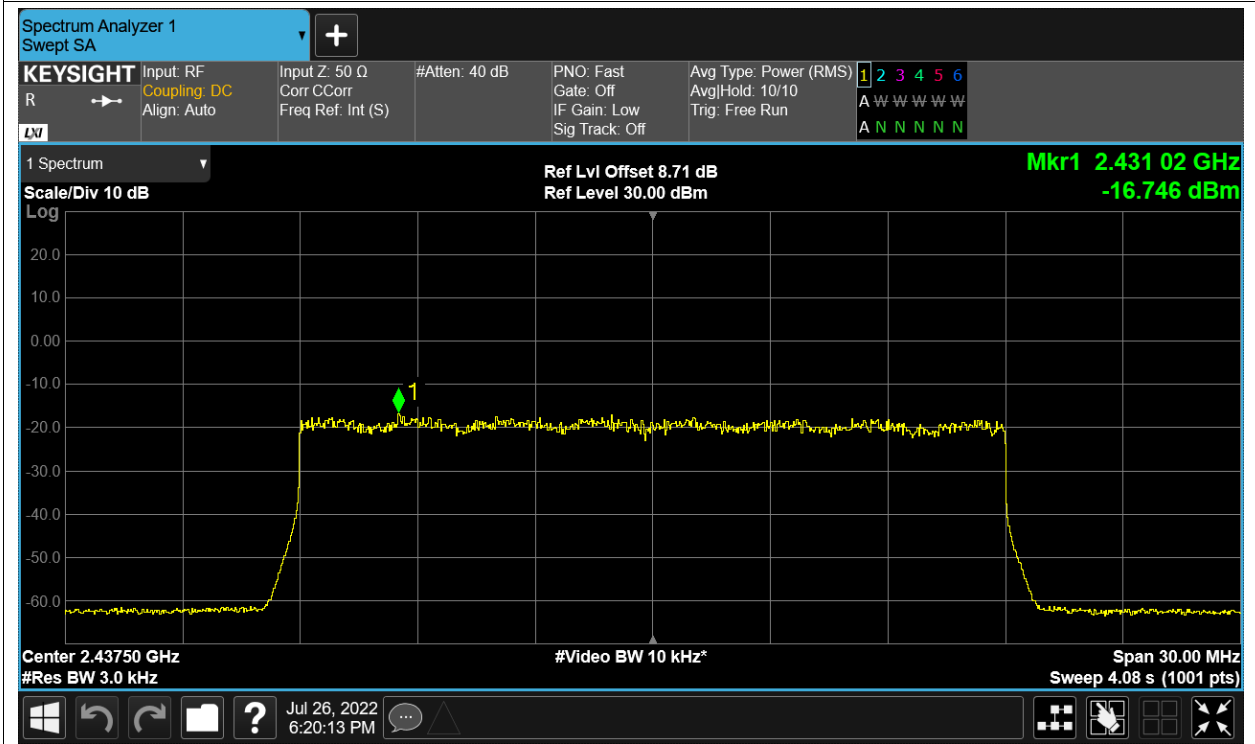 Spectrum Analyzer 1
Swept SA
KEYSIGHT
R
LXI
Input: RF
Coupling: DC
Align: Auto
Input Z: 50 Ω
Corr CCorr
Freq Ref: Int (S)
#Atten: 40 dB
PNO: Fast
Gate: Off
IF Gain: Low
Sig Track: Off
Avg Type: Power (RMS)
Avg|Hold: 10/10
Trig: Free Run
1 2 3 4 5 6
A W W W W W
A N N N N N
1 Spectrum
Scale/Div 10 dB
Log
Ref Lvl Offset 8.71 dB
Ref Level 30.00 dBm
Mkr1 2.431 02 GHz
-16.746 dBm
20.0
10.0
0.00
-10.0
-20.0
-30.0
-40.0
-50.0
-60.0
1
Center 2.43750 GHz
#Res BW 3.0 kHz
#Video BW 10 kHz*
Span 30.00 MHz
Sweep 4.08 s (1001 pts)
?
Jul 26, 2022
6:20:13 PM